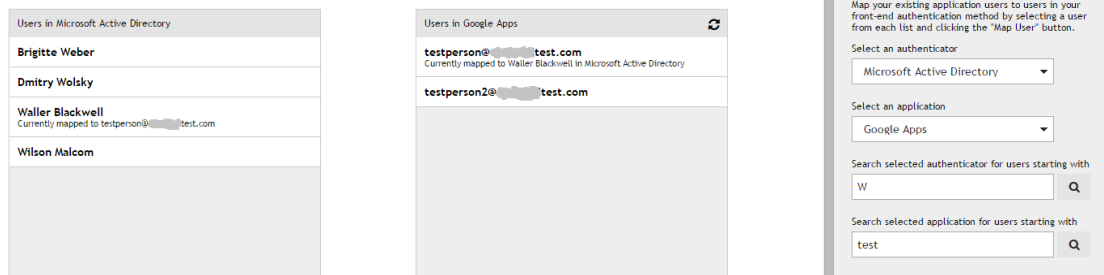 Users in Microsoft Active Directory
Brigitte Weber
Dmitry Wolsky
Waller Blackwell
Currently mapped to testperson@ test.com
Wilson Malcom
Users in Google Apps
testperson@ test.com
Currently mapped to Waller Blackwell in Microsoft Active Directory
testperson2@ test.com
Map your existing application users to users in your
front-end authentication method by selecting a user
from each list and clicking the "Map User" button.
Select an authenticator
Microsoft Active Directory
Select an application
Google Apps
Search selected authenticator for users starting with
W
Search selected application for users starting with
test